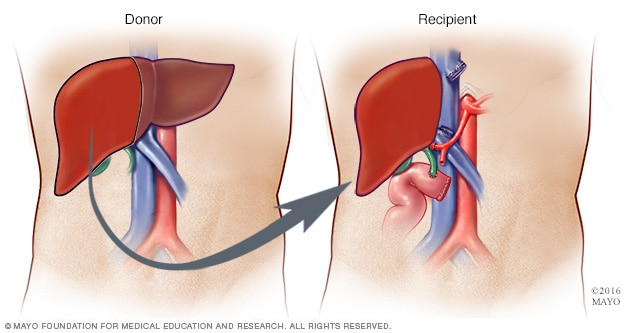 Donor
Recipient
©2016
MAYO
© MAYO FOUNDATION FOR MEDICAL EDUCATION AND RESEARCH. ALL RIGHTS RESERVED.